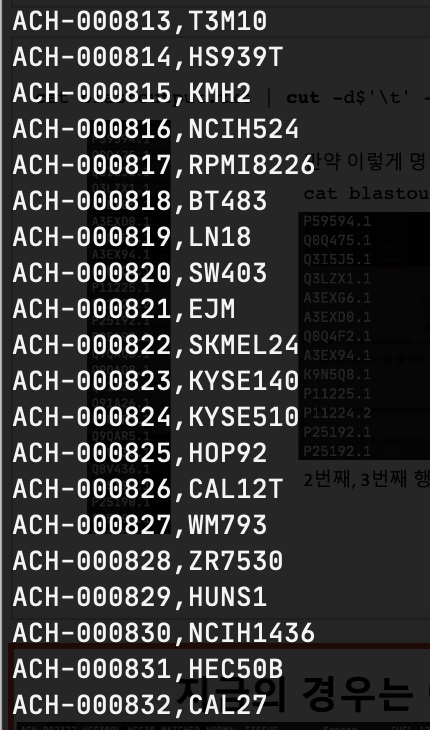 ACH-000813,T3M10
ACH-000814,HS939T
ACH-000815,KMH2
| cut -d$'\t' -
ACH-000816,NCIH524
ACH-000817,RPMI8226
이렇게 명
ACH-000818,BT483
cat blastou
ACH-000819,LN18
P59594.1
Q0Q475.1
ACH-000820,SW403
Q3I5J5.1
Q3LZX1.1
ACH-000821,EJM
A3EXG6.1
A3EXD0.1
ACH-000822,SKMEL24
Q0Q4F2.1
A3EX94.1
ACH-000823,KYSE140
K9N5Q8.1
P11225.1
ACH-000824,KYSE510
P11224.2
P25192.1
ACH-000825,HOP92
P25192.1
ACH-000826,CAL12T
2번째, 3번째 행
ACH-000827,WM793
ACH-000828,ZR7530
ACH-000829,HUNS1
ACH-000830,NCIH1436
ACH-000831,HEC50B
지금의 경우는
ACH-000832,CAL27